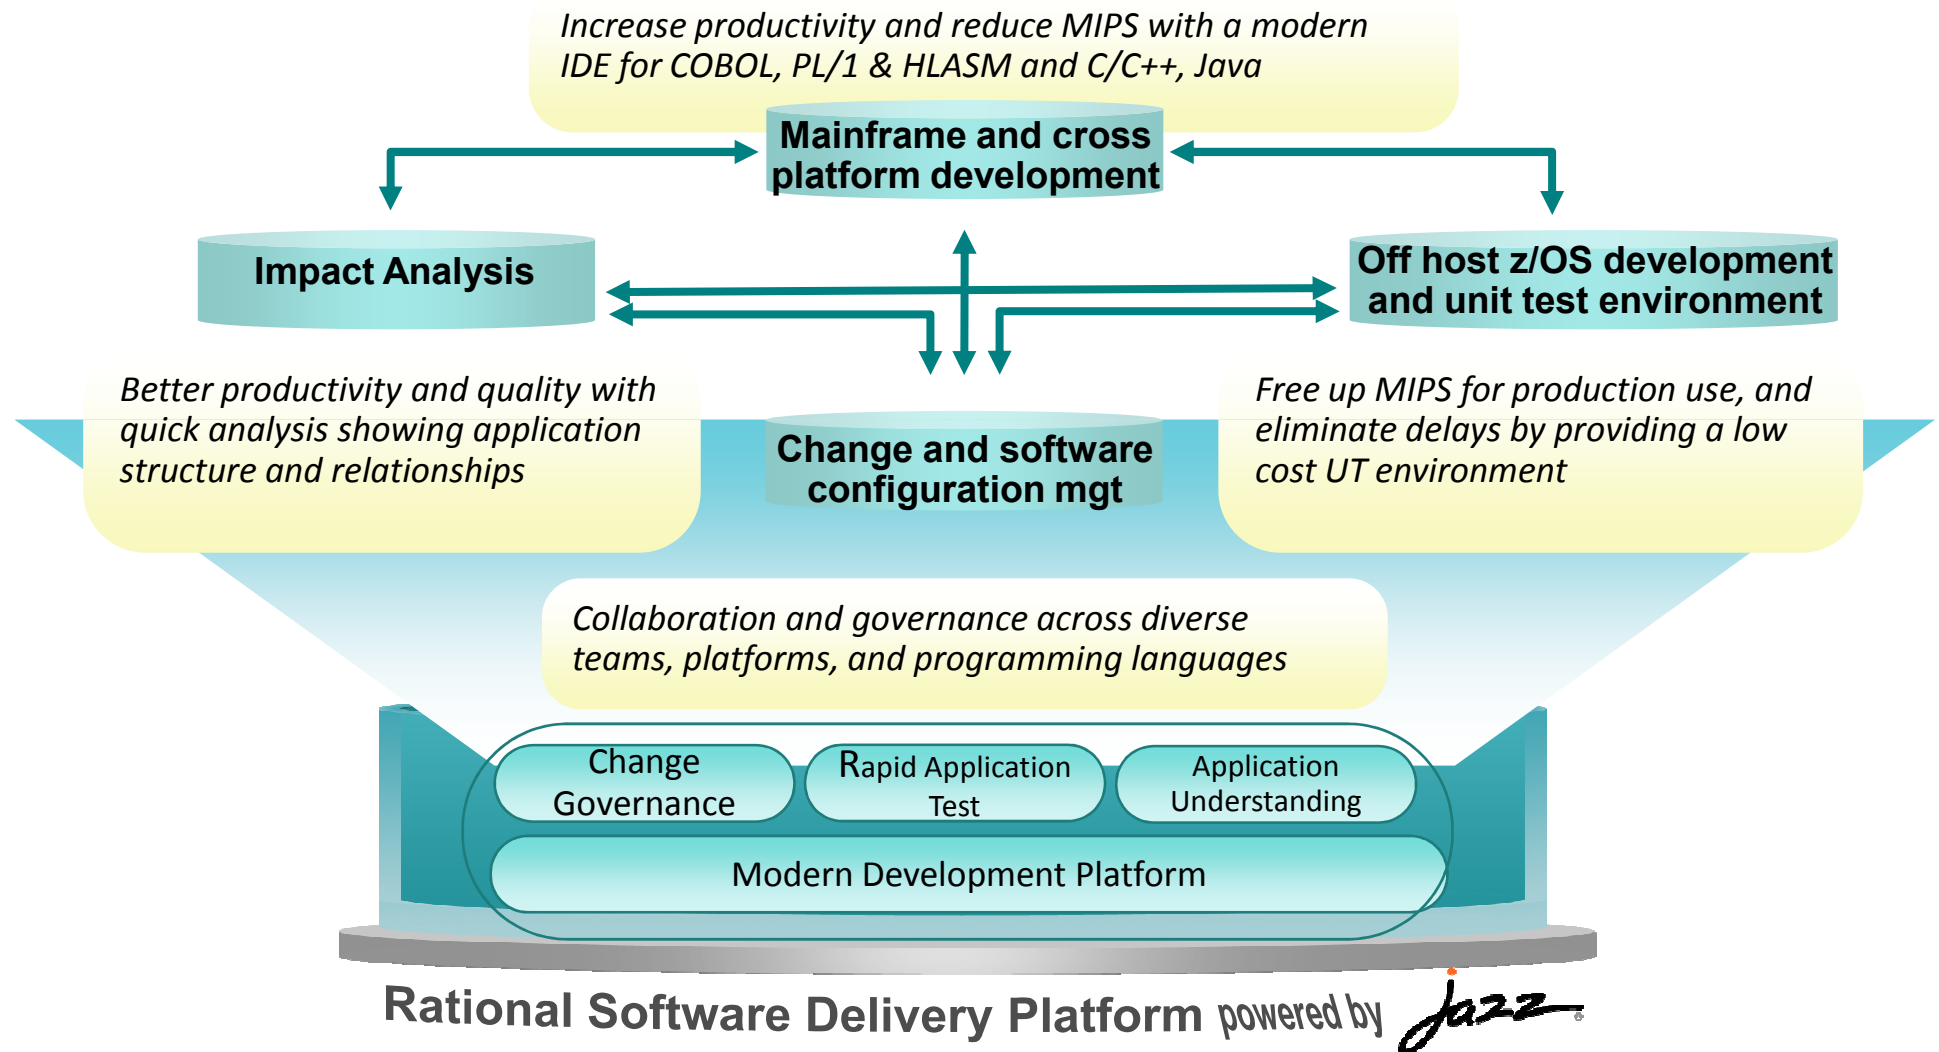 Increase productivity and reduce MIPS with a modern
IDE for COBOL, PL/1 & HLASM and C/C++, Java
Mainframe and cross
platform development
Impact Analysis
Off host z/OS development
and unit test environment
Better productivity and quality with
quick analysis showing application
structure and relationships
Change and software
configuration mgt
Free up MIPS for production use, and
eliminate delays by providing a low
cost UT environment
Collaboration and governance across diverse
teams, platforms, and programming languages
Change
Governance
Rapid Application
Test
Application
Understanding
Modern Development Platform
Rational Software Delivery Platform powered by jazz